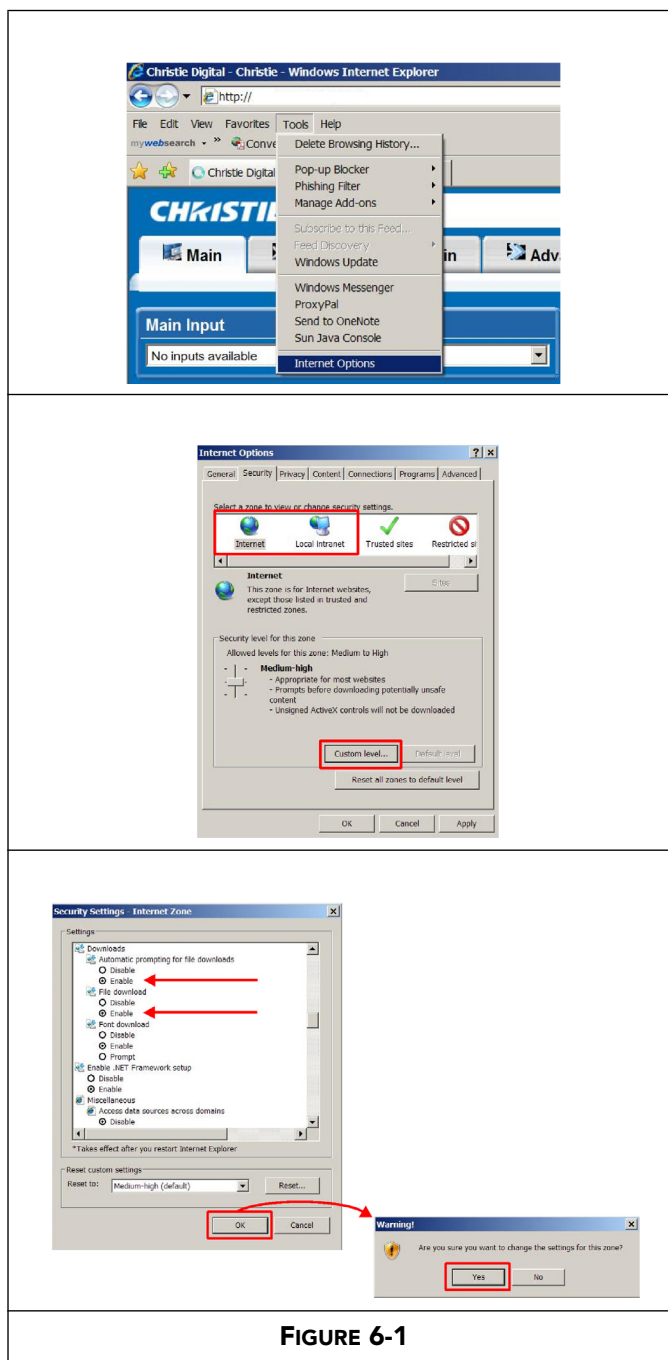 Christie Digital - Christie - Windows Internet Explorer
http://
File Edit View Favorites Tools Help
mywebsearch Conve
Christie Digital
Delete Browsing History...
Pop-up Blocker
Phishing Filter
Manage Add-ons
Subscribe to this Feed...
Feed Discovery
Windows Update
Windows Messenger
ProxyPal
Send to OneNote
Sun Java Console
Internet Options
CHRISTIE
Main
in
Adv
Main Input
No inputs available
Internet Options
General Security Privacy Content Connections Programs Advanced
Select a zone to view or change security settings.
Internet Local intranet Trusted sites Restricted si
Internet
Sites
This zone is for Internet websites,
except those listed in trusted and
restricted zones.
Security level for this zone
Allowed levels for this zone: Medium to High
Medium-high
- Appropriate for most websites
- Prompts before downloading potentially unsafe
content
- Unsigned ActiveX controls will not be downloaded
Custom level... Default level
Reset all zones to default level
OK Cancel Apply
Security Settings - Internet Zone
Settings
Downloads
Automatic prompting for file downloads
Disable
Enable
File download
Disable
Enable
Font download
Disable
Enable
Prompt
Enable .NET Framework setup
Disable
Enable
Miscellaneous
Access data sources across domains
Disable
*Takes effect after you restart Internet Explorer
Reset custom settings
Reset to: Medium-high (default) Reset...
OK Cancel
Warning!
Are you sure you want to change the settings for this zone?
Yes No
FIGURE 6-1